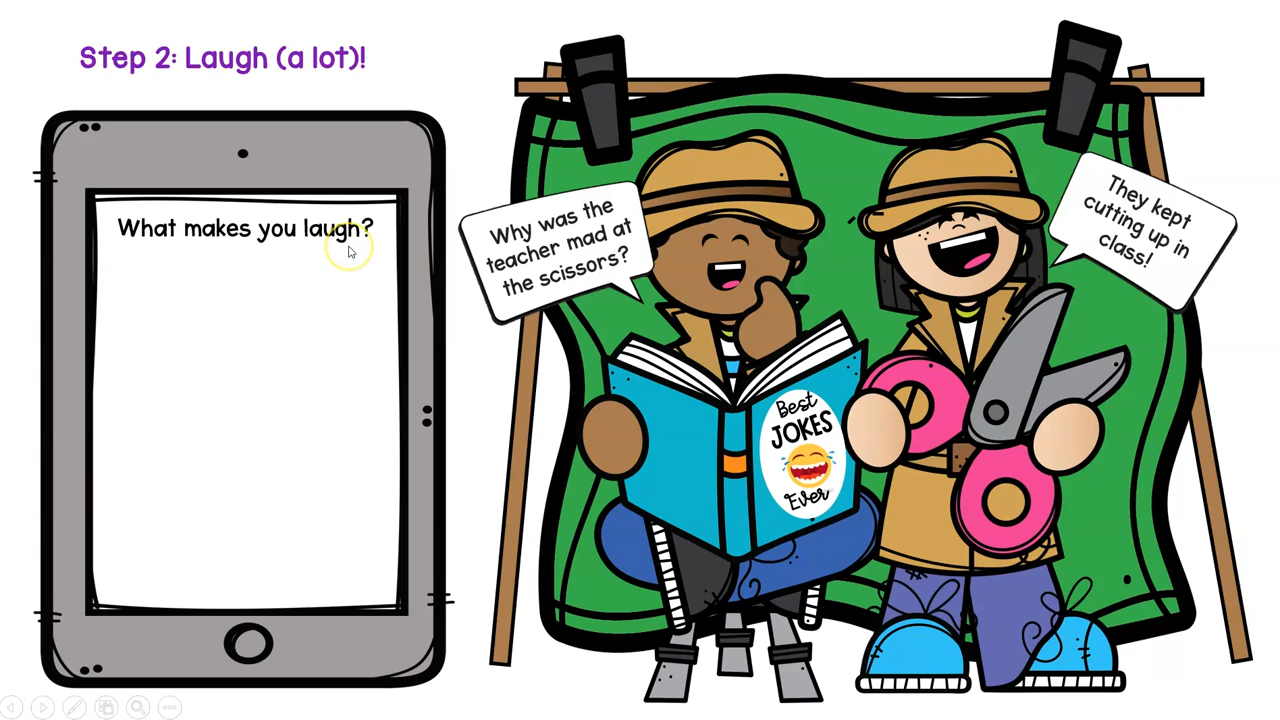 Step 2: Laugh (a lot)!
What makes you laugh?
Why was the
teacher mad at
the scissors?
They kept
cutting up in
class!
Best
JOKES
Ever